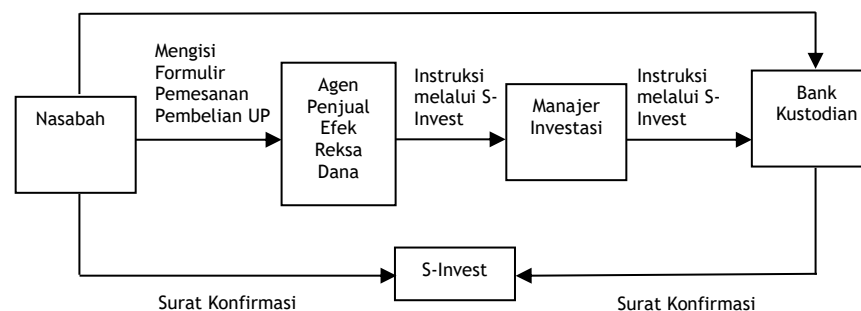 Mengisi
Formulir
Pemesanan
Pembelian UP
Nasabah
Agen
Penjual
Efek
Reksa
Dana
Instruksi
melalui S-
Invest
Manajer
Investasi
Instruksi
melalui S-
Invest
Bank
Kustodian
S-Invest
Surat Konfirmasi
Surat Konfirmasi